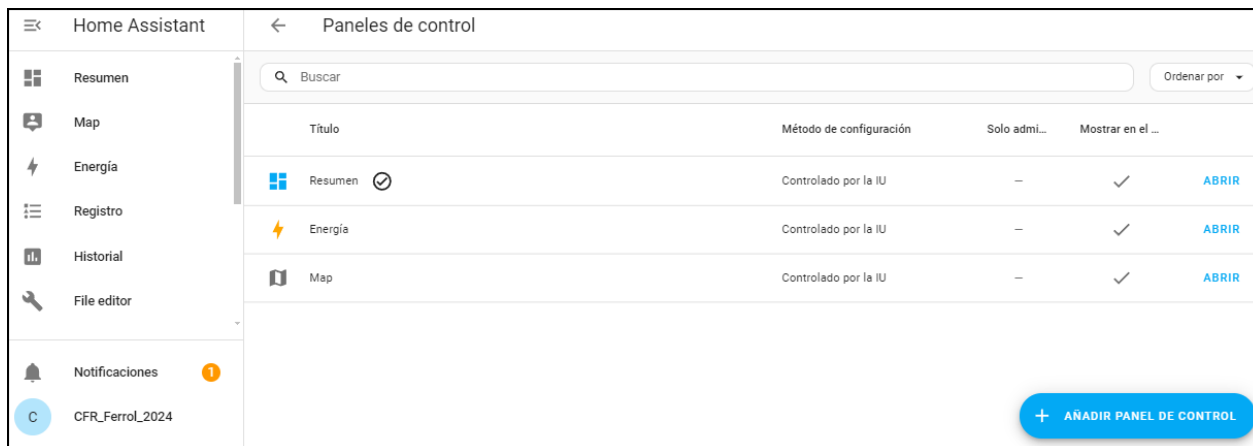 Home Assistant
Paneles de control
Resumen
Map
Energía
Registro
Historial
File editor
Notificaciones 1
C CFR_Ferrol_2024
Buscar
Ordenar por
Título Método de configuración Solo admi... Mostrar en el ...
Resumen Controlado por la IU – ABRIR
Energía Controlado por la IU – ABRIR
Map Controlado por la IU – ABRIR
+ AÑADIR PANEL DE CONTROL